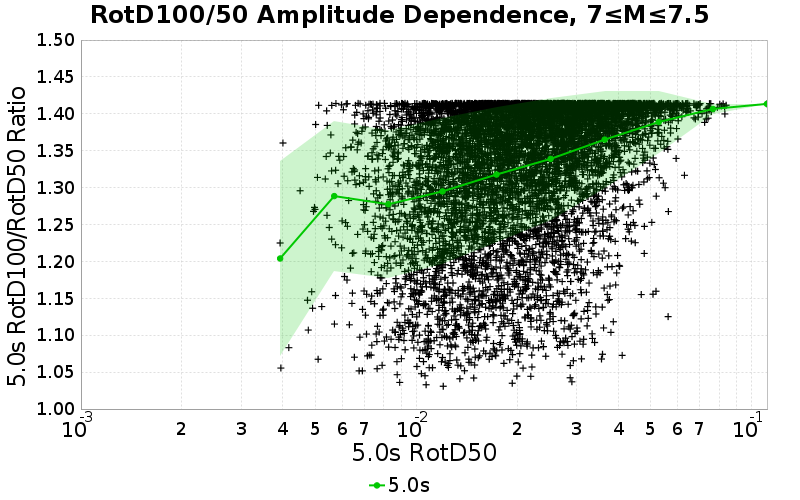 RotD100/50 Amplitude Dependence, 7≤M≤7.5
5.0s RotD100/RotD50 Ratio
1.50
1.45
1.40
1.35
1.30
1.25
1.20
1.15
1.10
1.05
1.00
10^-3 2 3 4 5 6 7 10^-2 2 3 4 5 6 7 10^-1
5.0s RotD50
5.0s